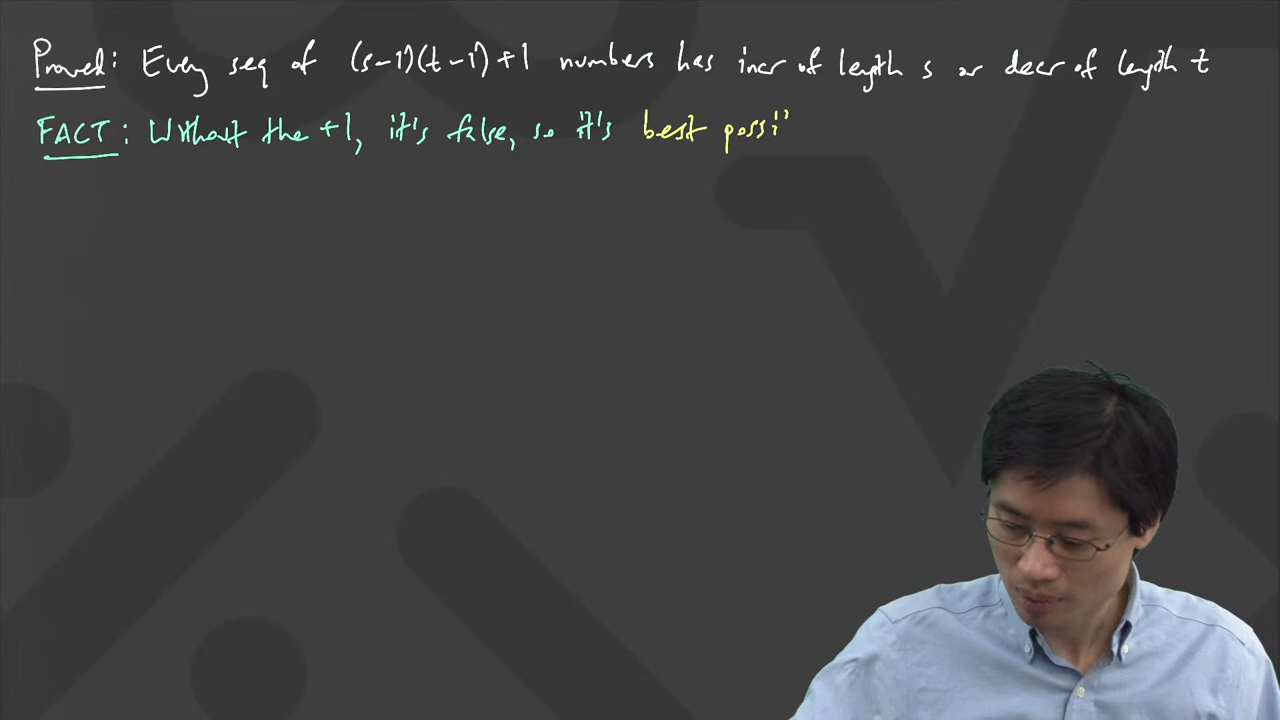 Proved: Every seq of (s-1)(t-1)+1 numbers has incr of length s or decr of length t
FACT: Without the +1, it's false, so it's best possi